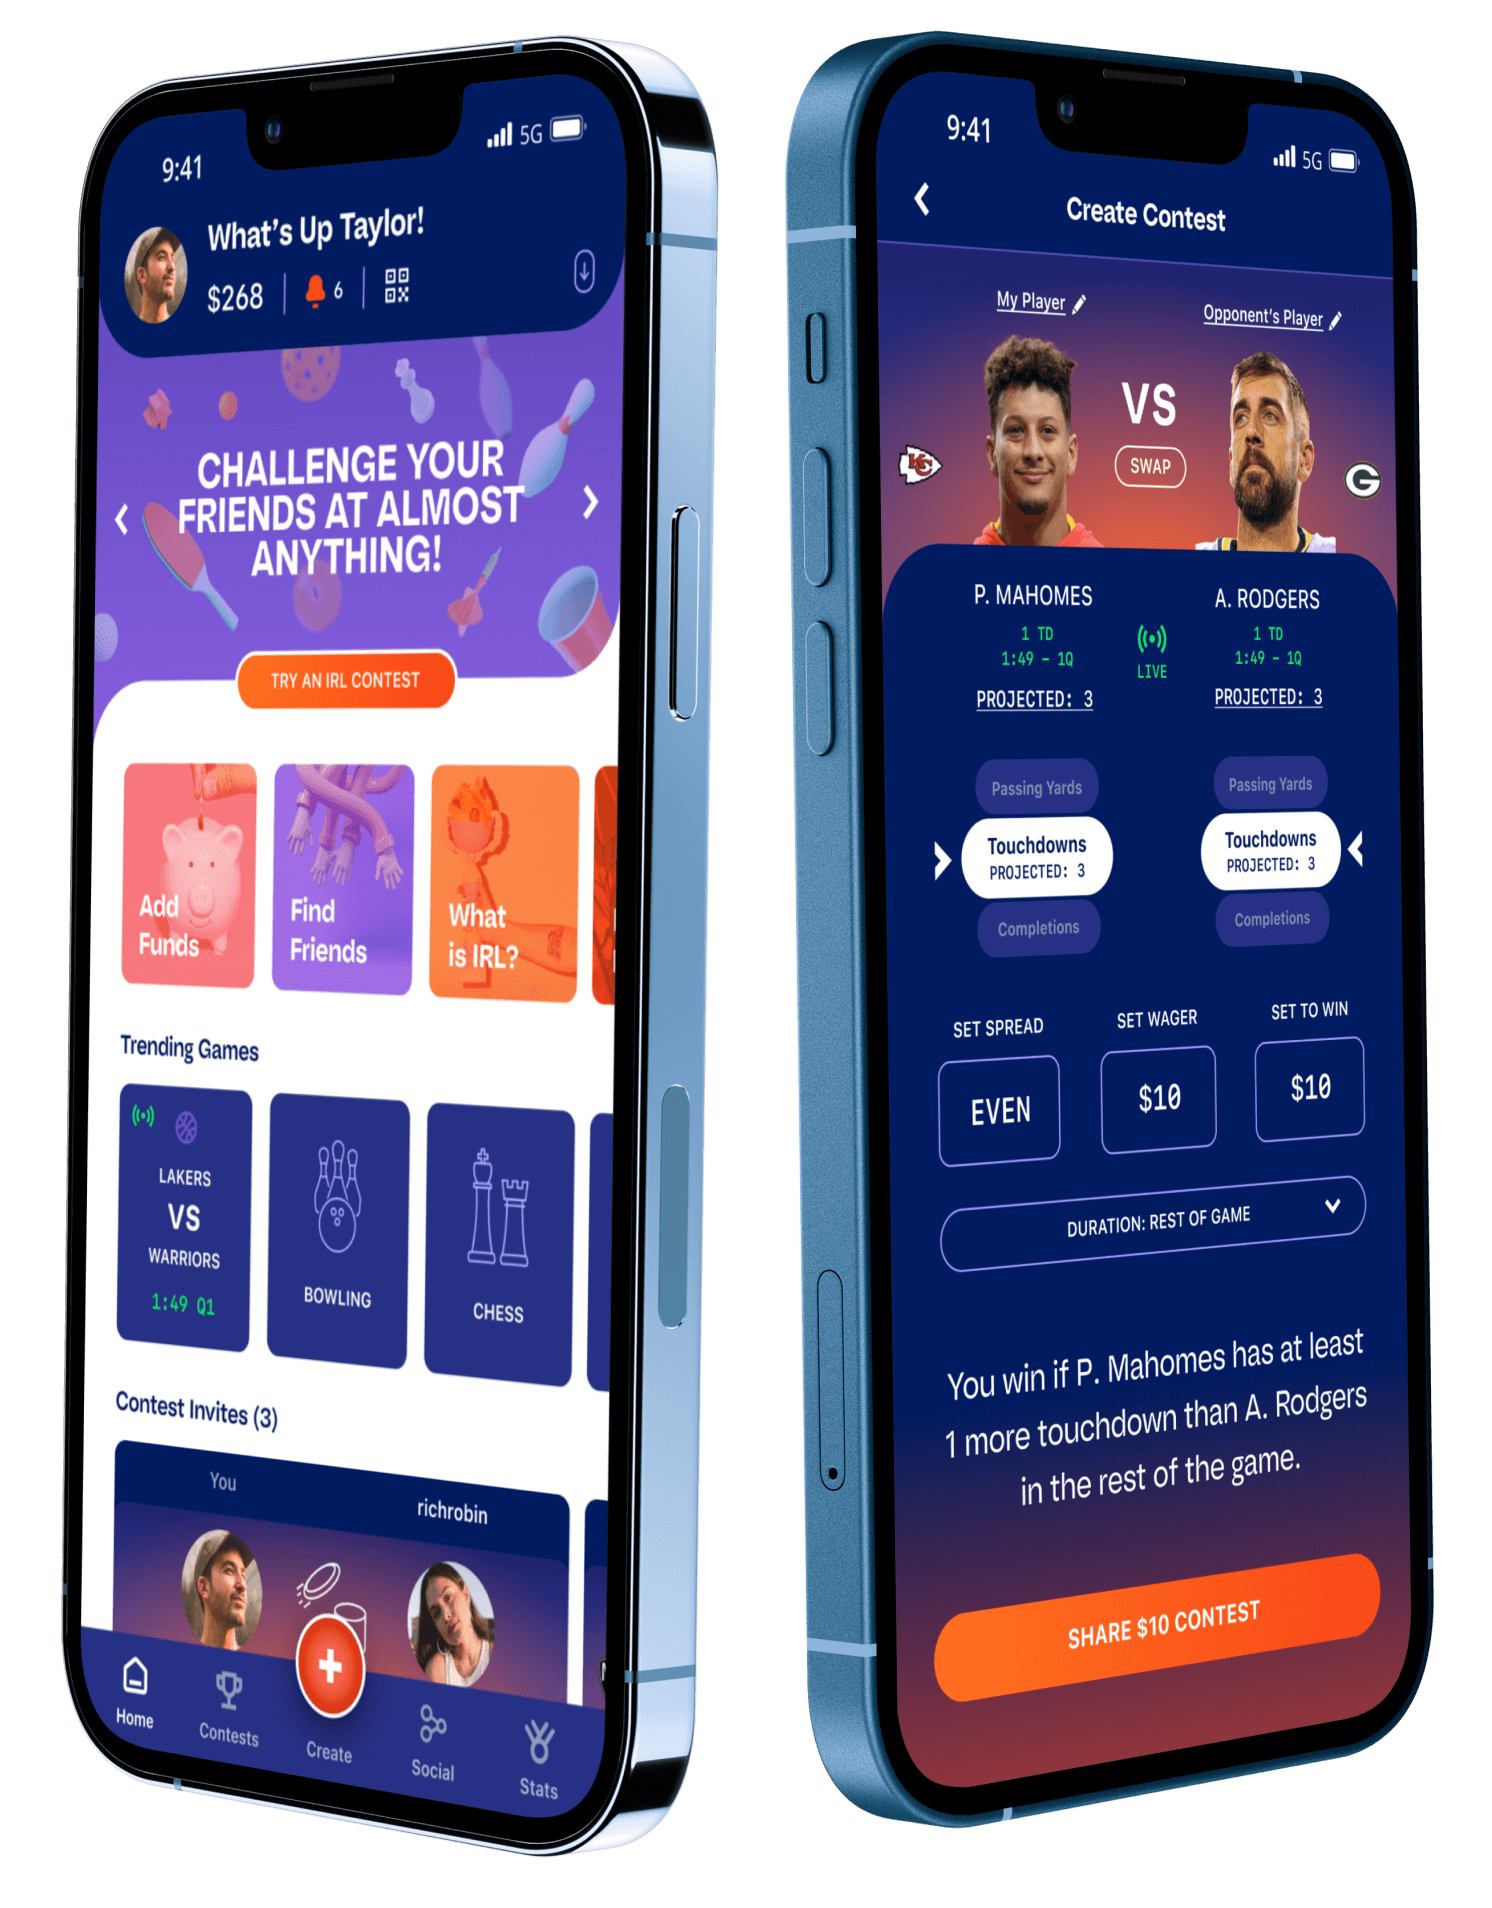 9:41
5G
What's Up Taylor!
$268
6
CHALLENGE YOUR
FRIENDS AT ALMOST
ANYTHING!
TRY AN IRL CONTEST
Add
Funds
Find
Friends
What
is IRL?
Trending Games
LAKERS
VS
WARRIORS
1:49 Q1
BOWLING
CHESS
Contest Invites (3)
You
richrobin
Home
Contests
Create
Social
Stats
9:41
5G
Create Contest
My Player
Opponent's Player
VS
SWAP
KC
G
P. MAHOMES
A. RODGERS
1 TD
1:49 – 1Q
LIVE
1 TD
1:49 – 1Q
PROJECTED: 3
PROJECTED: 3
Passing Yards
Passing Yards
Touchdowns
PROJECTED: 3
Touchdowns
PROJECTED: 3
Completions
Completions
SET SPREAD
SET WAGER
SET TO WIN
EVEN
$10
$10
DURATION: REST OF GAME
You win if P. Mahomes has at least
1 more touchdown than A. Rodgers
in the rest of the game.
SHARE $10 CONTEST